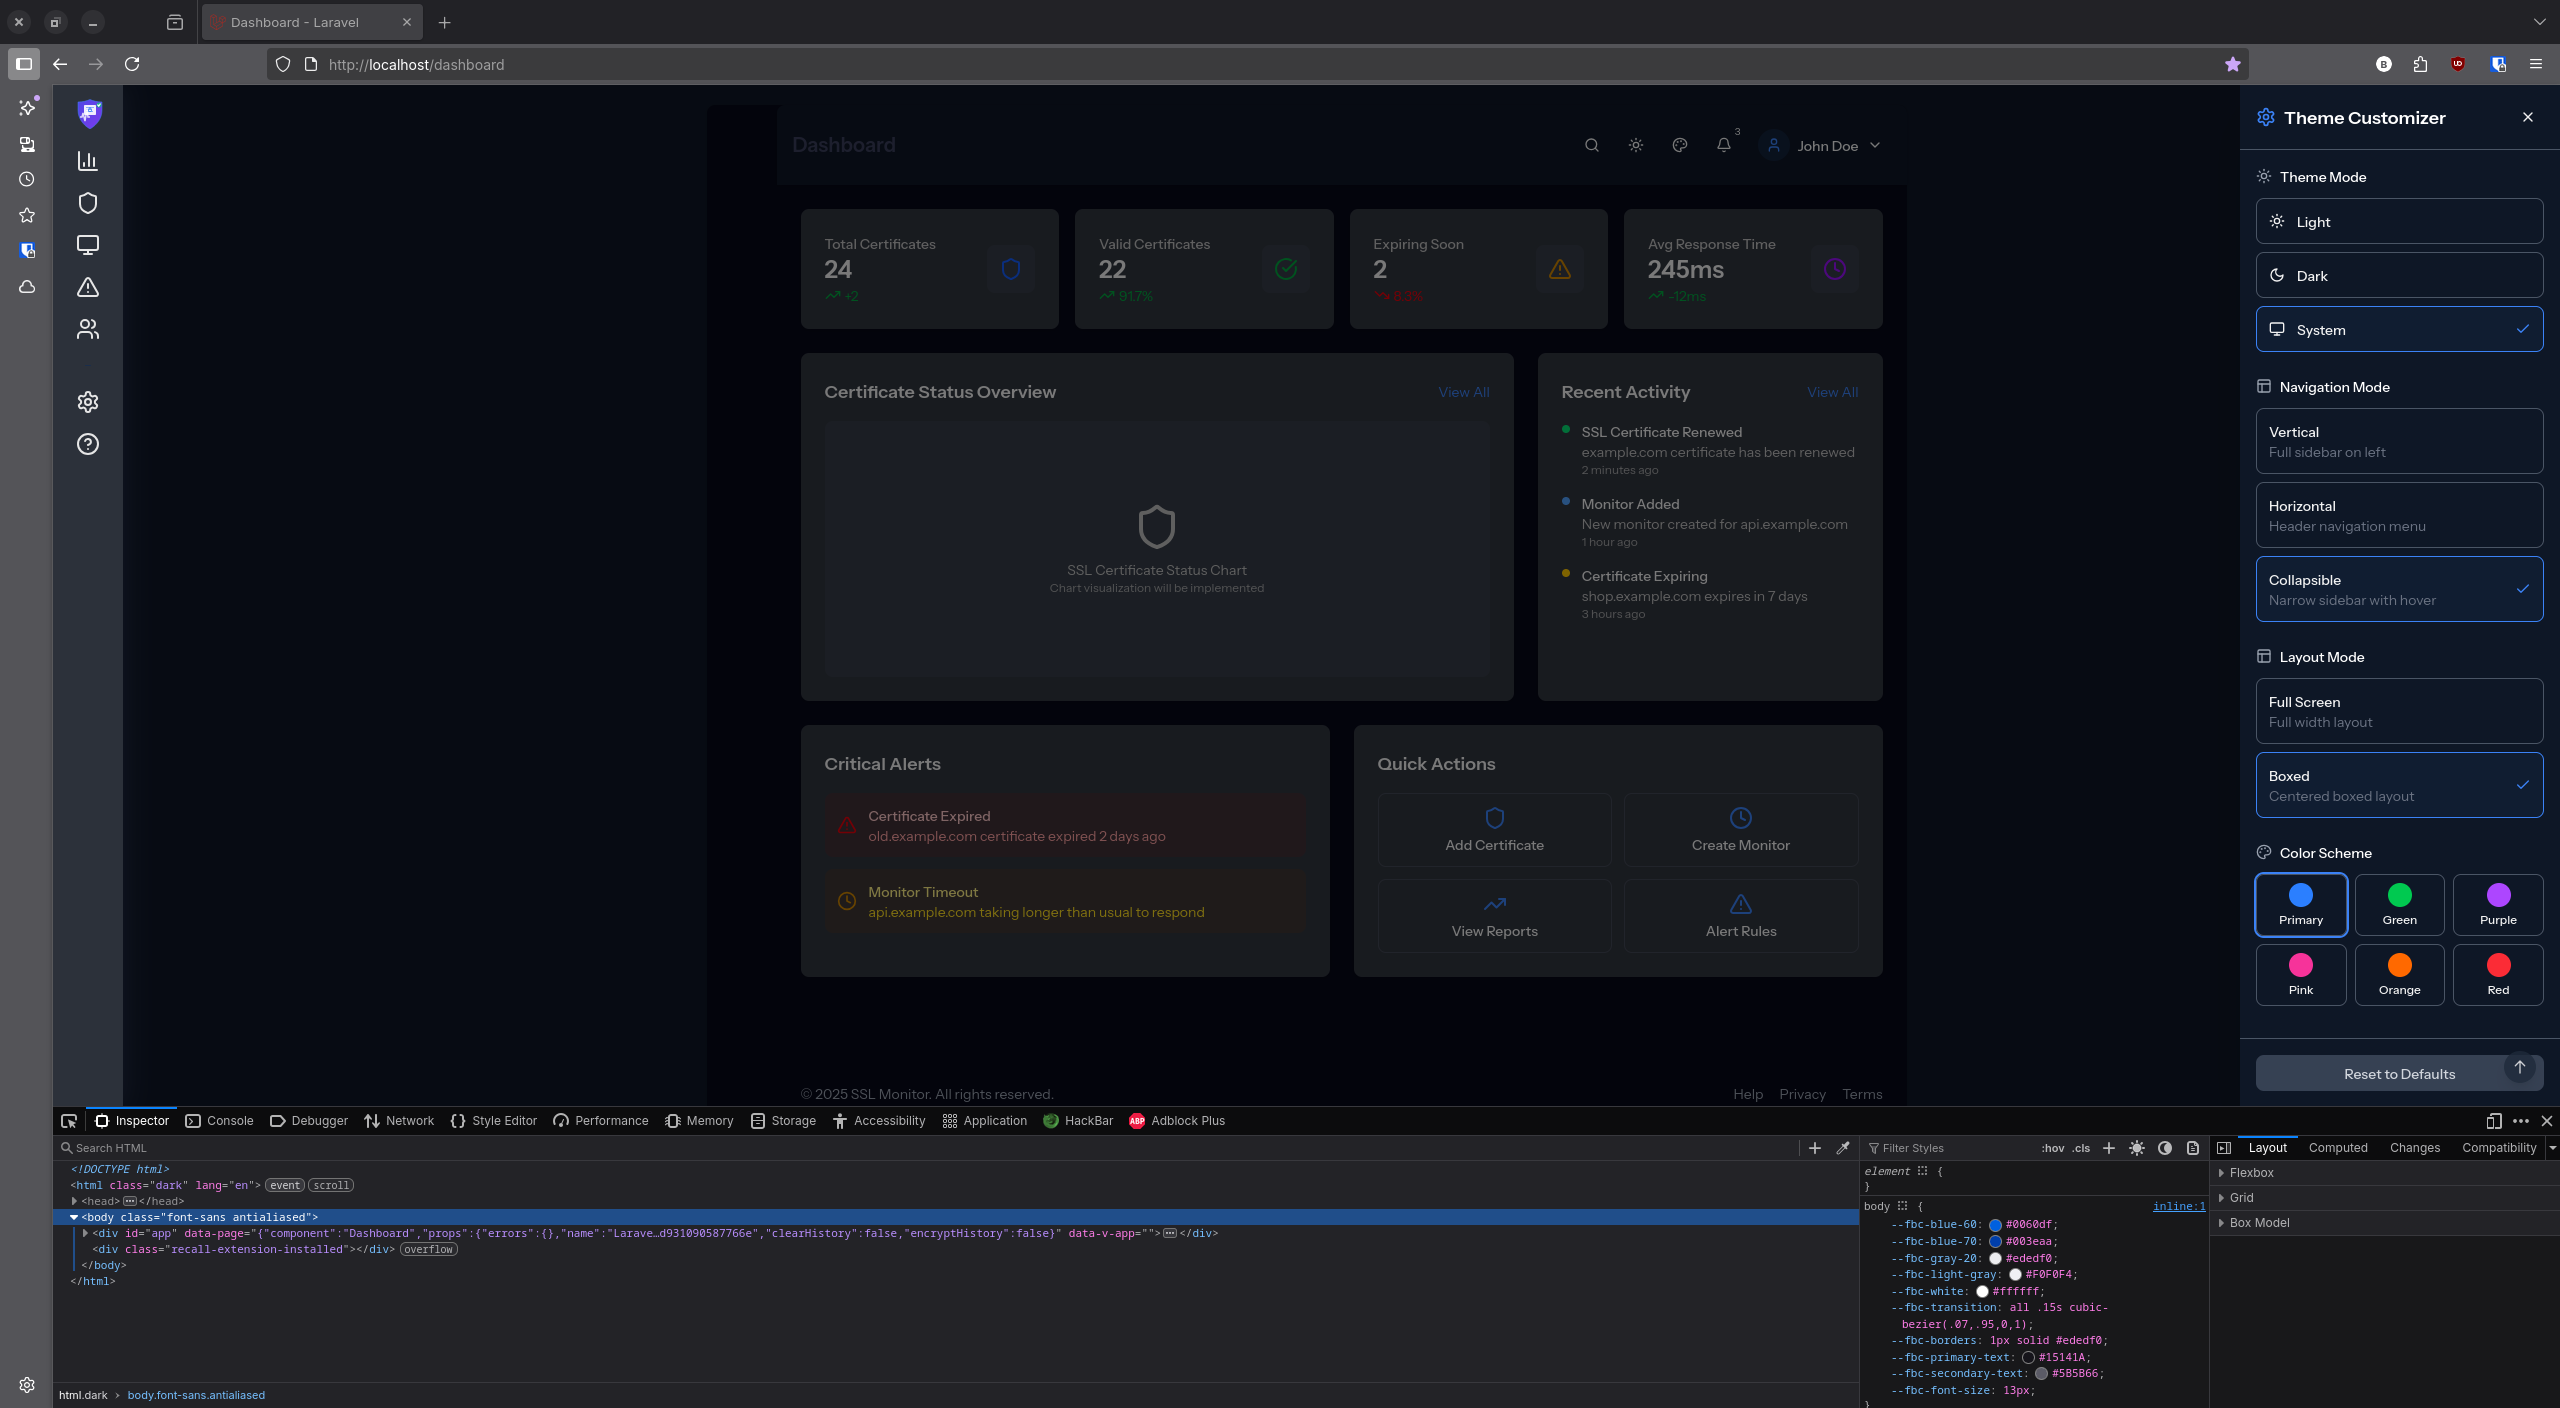 Dashboard - Laravel
http://localhost/dashboard
Dashboard
3
John Doe
Total Certificates
24
+2
Valid Certificates
22
91.7%
Expiring Soon
2
Avg Response Time
245ms
-12ms
Certificate Status Overview
View All
SSL Certificate Status Chart
Chart visualization will be implemented
Recent Activity
View All
SSL Certificate Renewed
example.com certificate has been renewed
2 minutes ago
Monitor Added
New monitor created for api.example.com
1 hour ago
Certificate Expiring
shop.example.com expires in 7 days
3 hours ago
Critical Alerts
Certificate Expired
old.example.com certificate expired 2 days ago
Monitor Timeout
api.example.com taking longer than usual to respond
Quick Actions
Add Certificate
Create Monitor
View Reports
Alert Rules
© 2025 SSL Monitor. All rights reserved.
Help Privacy Terms
Theme Customizer
Theme Mode
Light
Dark
System
Navigation Mode
Vertical
Full sidebar on left
Horizontal
Header navigation menu
Collapsible
Narrow sidebar with hover
Layout Mode
Full Screen
Full width layout
Boxed
Centered boxed layout
Color Scheme
Primary
Green
Purple
Pink
Orange
Red
Reset to Defaults
Inspector Console Debugger Network Style Editor Performance Memory Storage Accessibility Application HackBar ABP Adblock Plus
Search HTML
<!DOCTYPE html>
<html class="dark" lang="en"> event scroll
<head> ••• </head>
<body class="font-sans antialiased">
<div id="app" data-page="{"component":"Dashboard","props":{"errors":{},"name":"Larave…d931090587766e","clearHistory":false,"encryptHistory":false}" data-v-app=""> ••• </div>
<div class="recall-extension-installed"></div> overflow
</body>
</html>
html.dark › body.font-sans.antialiased
Filter Styles :hov .cls
element {
}
body { inline:1
--fbc-blue-60: #0060df;
--fbc-blue-70: #003eaa;
--fbc-gray-20: #ededf0;
--fbc-light-gray: #F0F0F4;
--fbc-white: #ffffff;
--fbc-transition: all .15s cubic-
bezier(.07,.95,0,1);
--fbc-borders: 1px solid #ededf0;
--fbc-primary-text: #15141A;
--fbc-secondary-text: #5B5B66;
--fbc-font-size: 13px;
}
Layout Computed Changes Compatibility
Flexbox
Grid
Box Model